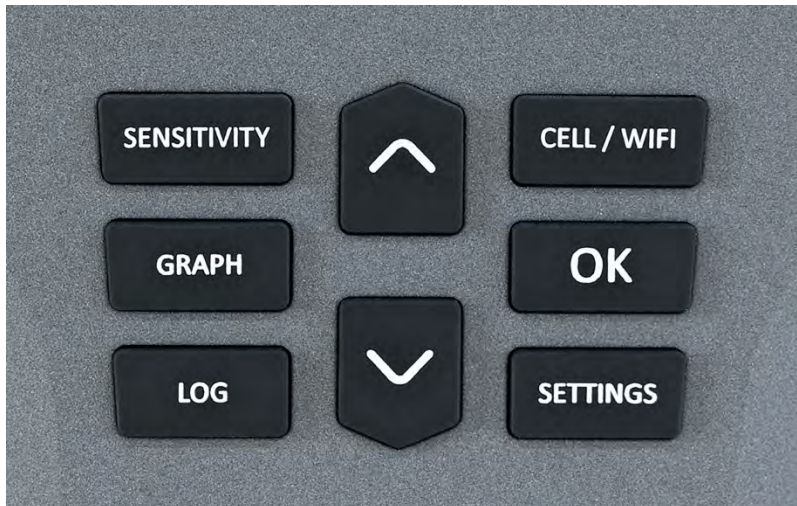 SENSITIVITY
CELL / WIFI
GRAPH
OK
LOG
SETTINGS